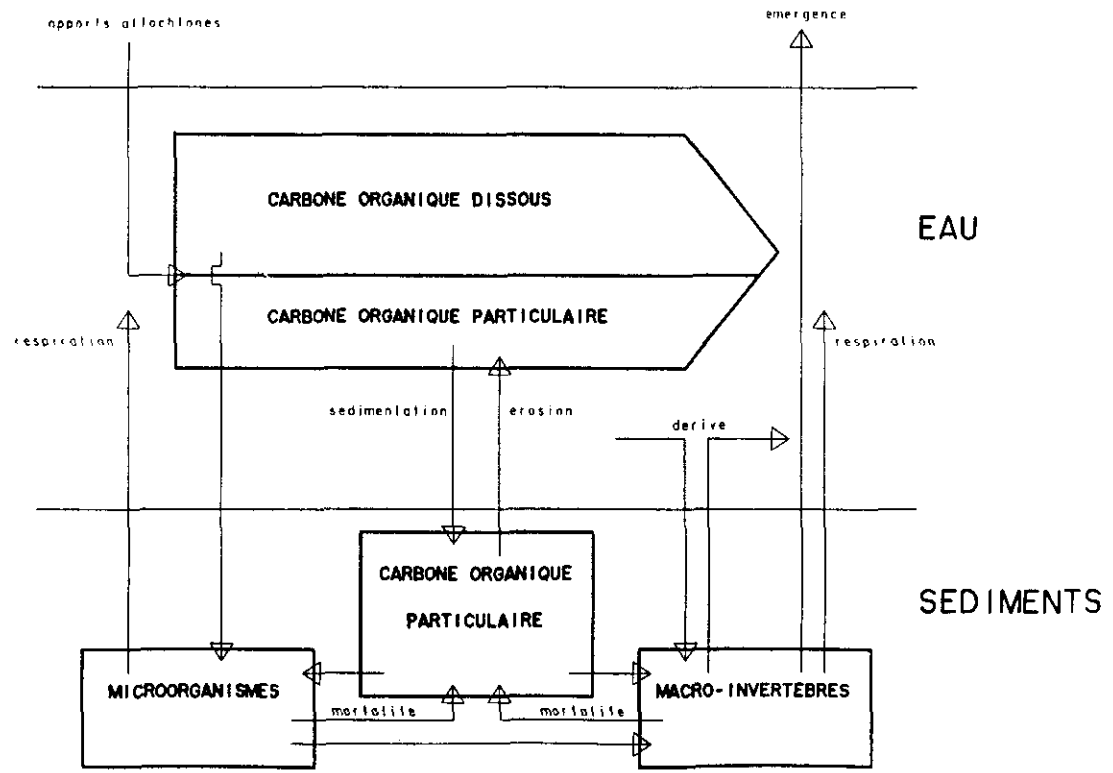 apports allochtones
emergence
CARBONE ORGANIQUE DISSOUS
EAU
CARBONE ORGANIQUE PARTICULAIRE
respiration
respiration
sedimentation
erosion
derive
CARBONE ORGANIQUE
PARTICULAIRE
SEDIMENTS
MICROORGANISMES
MACRO-INVERTÈBRES
mortalite
mortalite